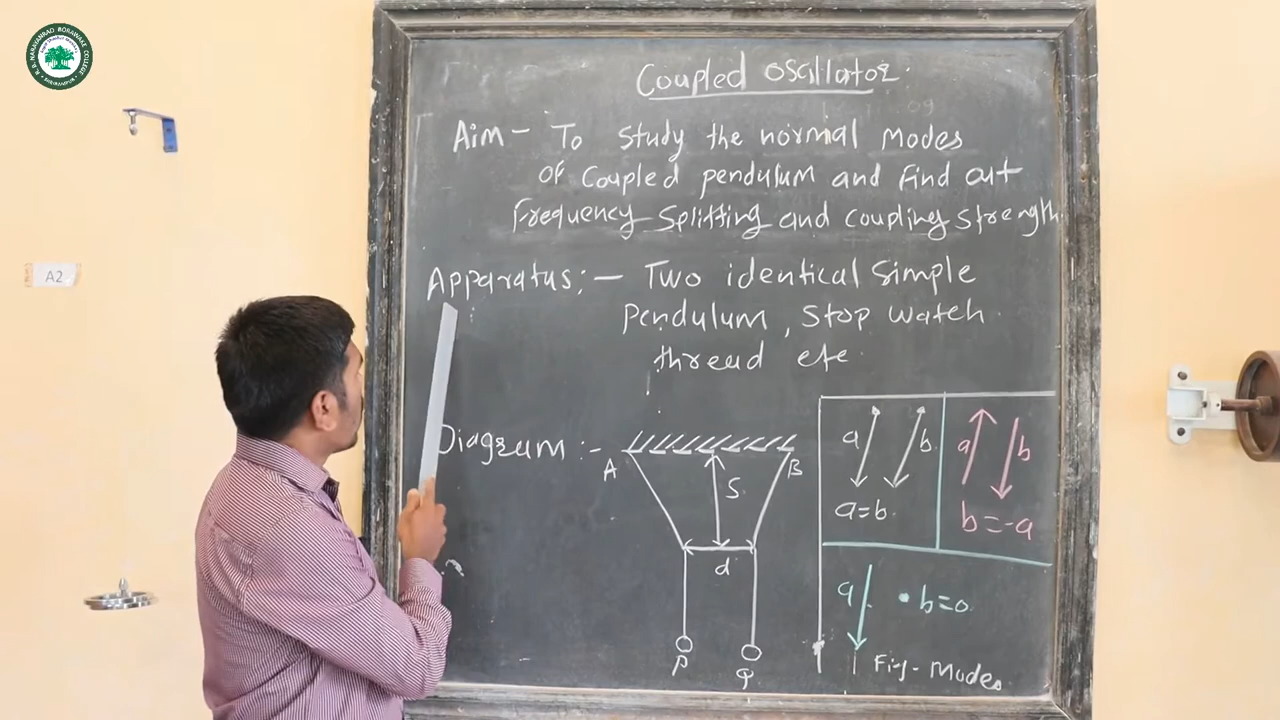 Coupled oscillator.
Aim - To study the normal modes
of coupled pendulum and find out
frequency splitting and coupling strength.
Apparatus :- Two identical simple
pendulum, stop watch
thread etc.
Diagram :-
A
B
S
d
P
Q
a
b
a=b
a
b
b=-a
a
b=0
Fig- Modes
A2